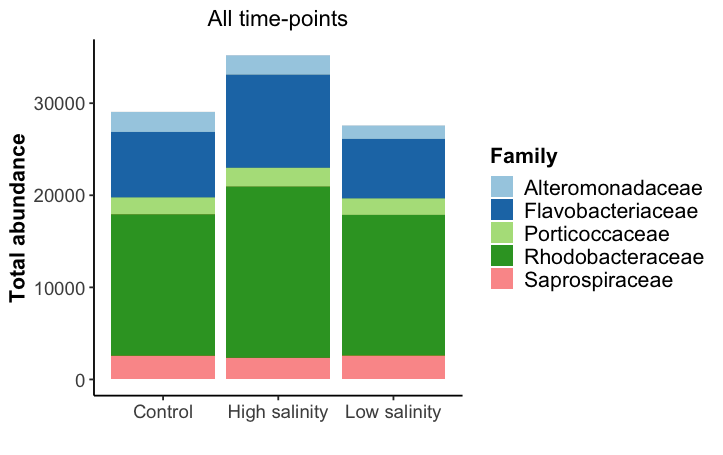 All time-points
Total abundance
30000
20000
10000
0
Control
High salinity
Low salinity
Family
Alteromonadaceae
Flavobacteriaceae
Porticoccaceae
Rhodobacteraceae
Saprospiraceae